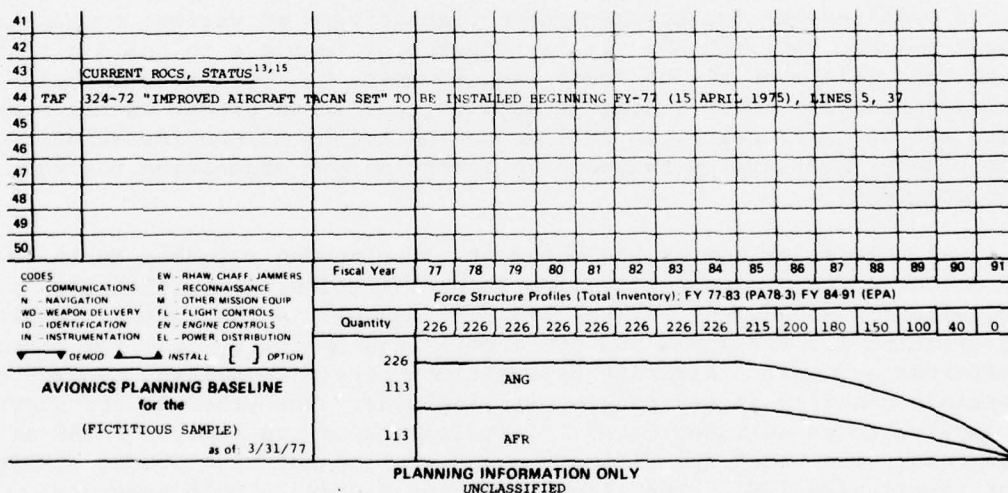 41
42
43 CURRENT ROCS, STATUS 13,15
44 TAF 324-72 "IMPROVED AIRCRAFT TACAN SET" TO BE INSTALLED BEGINNING FY-77 (15 APRIL 1975), LINES 5, 37
45
46
47
48
49
50
CODES
C COMMUNICATIONS
N - NAVIGATION
WD - WEAPON DELIVERY
ID - IDENTIFICATION
IN - INSTRUMENTATION
EW - RHAW, CHAFF, JAMMERS
R - RECONNAISSANCE
M - OTHER MISSION EQUIP
FL - FLIGHT CONTROLS
EN - ENGINE CONTROLS
EL - POWER DISTRIBUTION
DEMOD INSTALL [ ] OPTION
Fiscal Year 77 78 79 80 81 82 83 84 85 86 87 88 89 90 91
Force Structure Profiles (Total Inventory): FY 77-83 (PA78-3) FY 84-91 (EPA)
Quantity 226 226 226 226 226 226 226 226 215 200 180 150 100 40 0
AVIONICS PLANNING BASELINE
for the
(FICTITIOUS SAMPLE)
as of: 3/31/77
226
113 ANG
113 AFR
PLANNING INFORMATION ONLY
UNCLASSIFIED